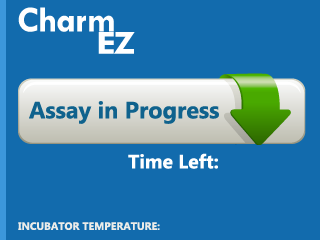 Charm
EZ
Assay in Progress
Time Left:
INCUBATOR TEMPERATURE: